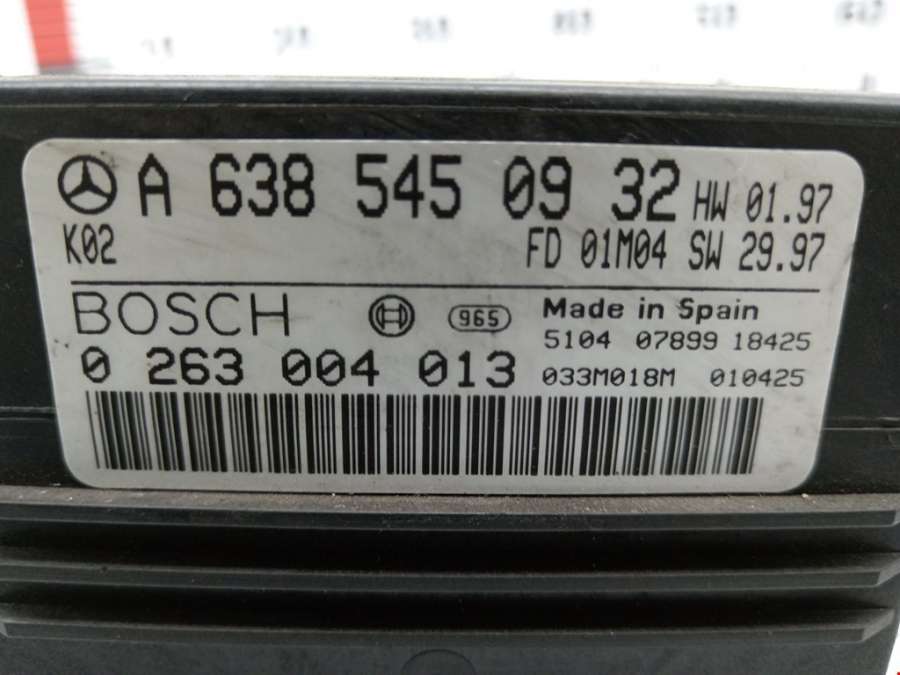 A 638 545 09 32 HW 01.97
K02 FD 01M04 SW 29.97
BOSCH 965 Made in Spain
5104 07899 18425
0 263 004 013 033M018M 010425